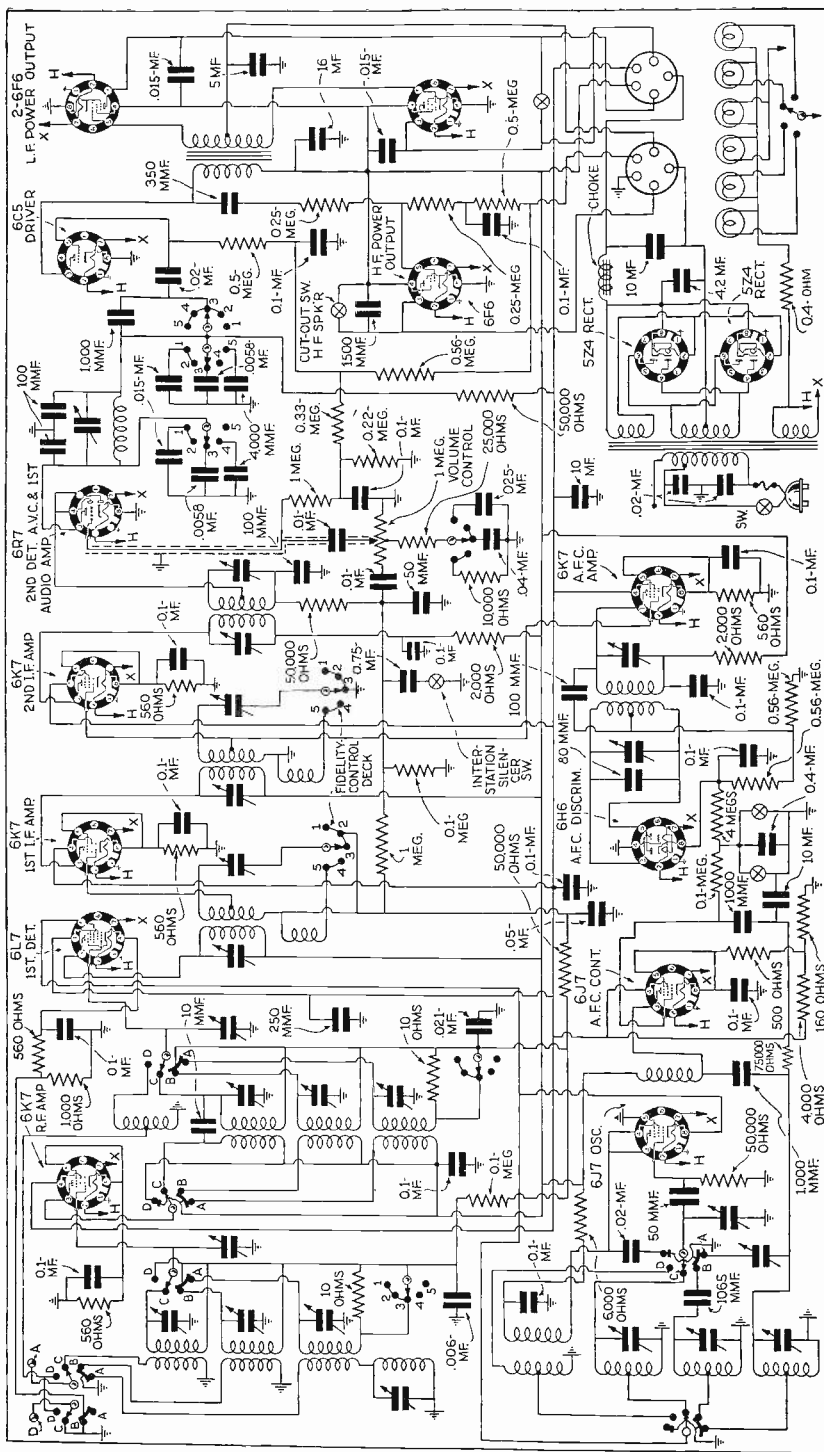 6K7
R.F. AMP
560 OHMS
0.1-
MF.
1000
OHMS
6L7
1ST. DET.
6K7
1ST I.F. AMP.
6K7
2ND I.F. AMP
6R7
2ND DET. A.V.C. & 1ST
AUDIO AMP.
100
MMF.
6C5
DRIVER
2-6F6
L.F. POWER OUTPUT
0.1-
MF.
560
OHMS
10
MMF.
250
MMF.
560
OHMS
0.1-
MF.
560
OHMS
0.1-
MF.
.015-MF.
1000
MMF.
.02-
MF.
0.5-
MEG.
350
MMF.
.015-MF.
5 MF
16
MF.
.015-
MF.
0.5-MEG
0.25-
MEG.
0.1-
MF.
CUT-OUT SW.
H F SPK'R
1500
MMF.
H.F. POWER
OUTPUT
6F6
0.25-MEG
0.1-MF.
0.56-
MEG.
.015-MF.
.0058
MF.
.0058-
MF.
4,000
MMF.
100
MMF.
1 MEG.
.01-
MF.
0.33-
MEG.
0.22-MEG.
0.1-
MF.
1 MEG.
VOLUME
CONTROL
25,000
OHMS
.025-
MF.
.04-MF.
10,000
OHMS
.01-
MF.
50
MMF.
50,000
OHMS
50,000
OHMS
10
MF.
FIDELITY
CONTROL
DECK
0.75-
MF.
0.1-
MF.
2,000
OHMS
INTER-
STATION
SILEN-
CER
SW.
0.1-
MEG
1
MEG.
10
OHMS
10
OHMS
.021-
MF.
0.1-
MF.
0.1-
MEG
.006-
MF.
.05-
MF.
0.1-MF.
50,000
OHMS
CHOKE
10 MF.
4.2 MF.
5Z4 RECT.
5Z4
RECT.
0.4-OHM
.02-MF.
SW.
6K7
A.F.C.
AMP.
0.1-MF.
2,000
OHMS
560
OHMS
0.1-MF.
100 MMF.
80 MMF.
6H6
A.F.C. DISCRIM.
0.1-
MF.
0.56-MEG.
0.56-MEG.
4 MEGS
0.4-MF.
0.1-MEG.
1000
MMF.
10 MF.
6J7
A.F.C. CONT.
0.1-
MF.
500 OHMS
160 OHMS
4,000
OHMS
75000
OHMS
1,000
MMF.
6J7 OSC.
50,000
OHMS
.02-MF.
50
MMF.
1065
MMF.
6,000
OHMS
0.1-
MF.
A
B
C
D
1
2
3
4
5
H
X